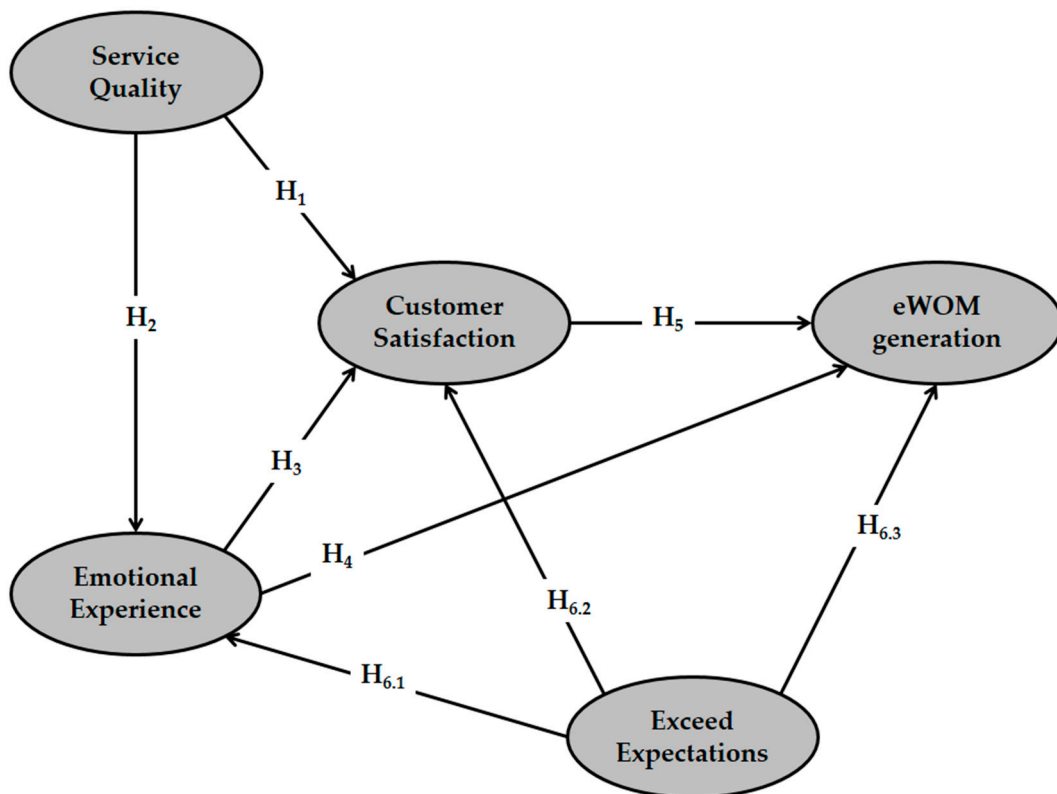 Service
Quality
H₁
H₂
Customer
Satisfaction
H₅
eWOM
generation
H₃
H₄
H₆.₃
Emotional
Experience
H₆.₂
H₆.₁
Exceed
Expectations